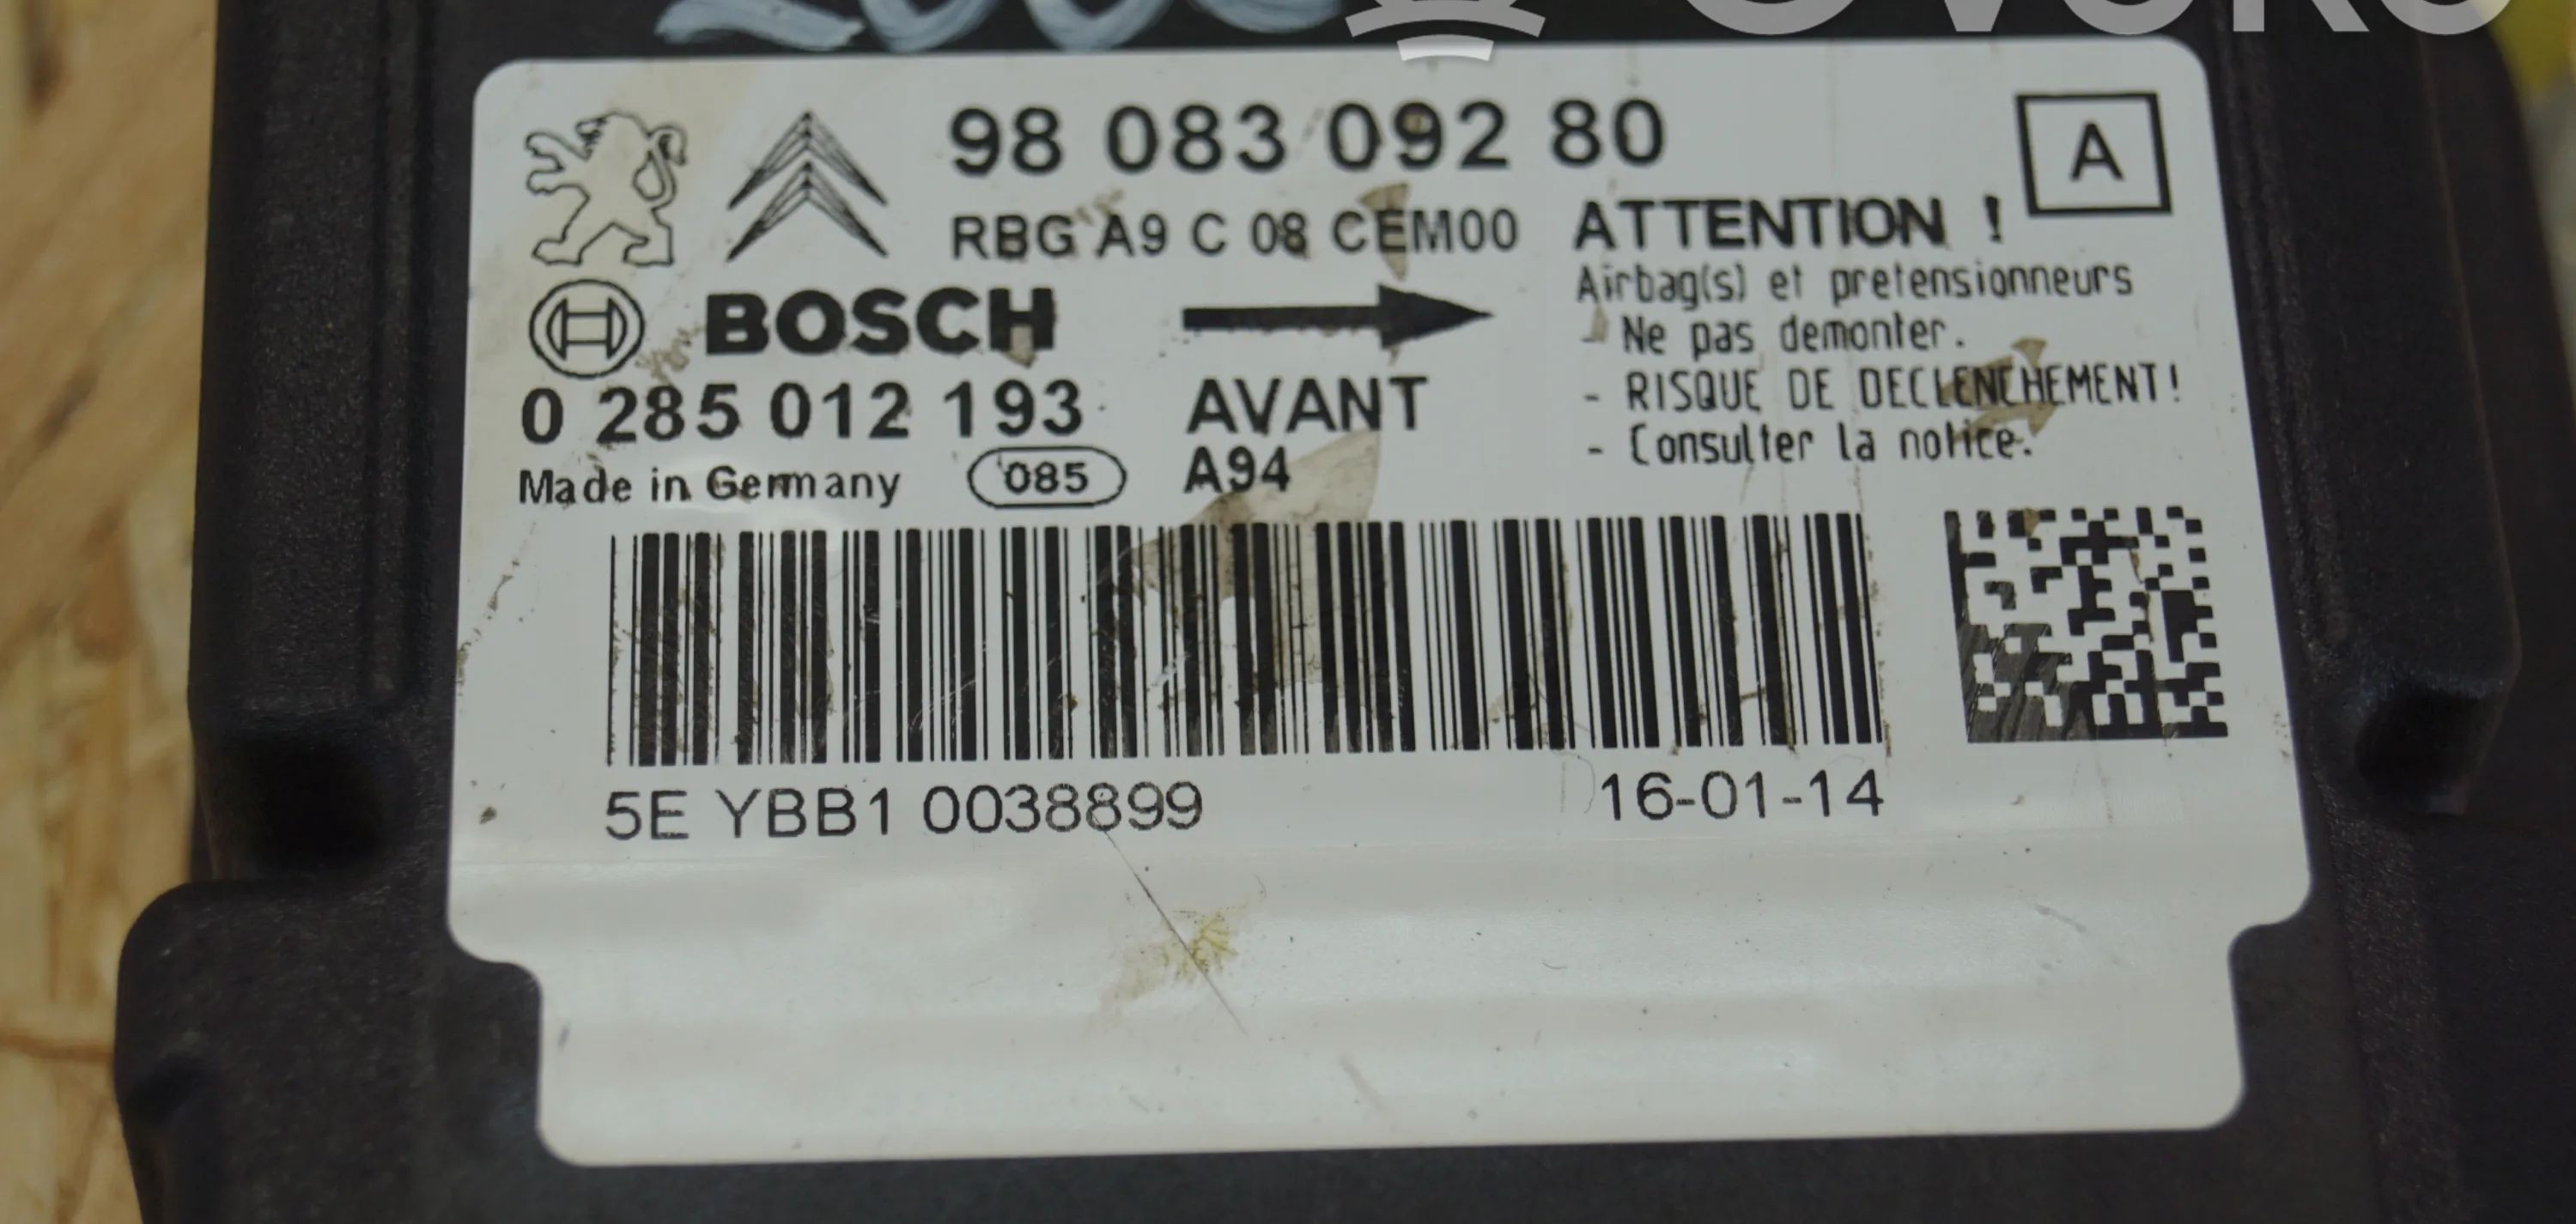 98 083 092 80
A
RBG A9 C 08 CEM00
ATTENTION !
Airbag(s) et pretensionneurs
- Ne pas demonter.
- RISQUE DE DECLENCHEMENT!
- Consulter la notice.
BOSCH
0 285 012 193
AVANT
Made in Germany
085
A94
5E YBB1 0038899
16-01-14